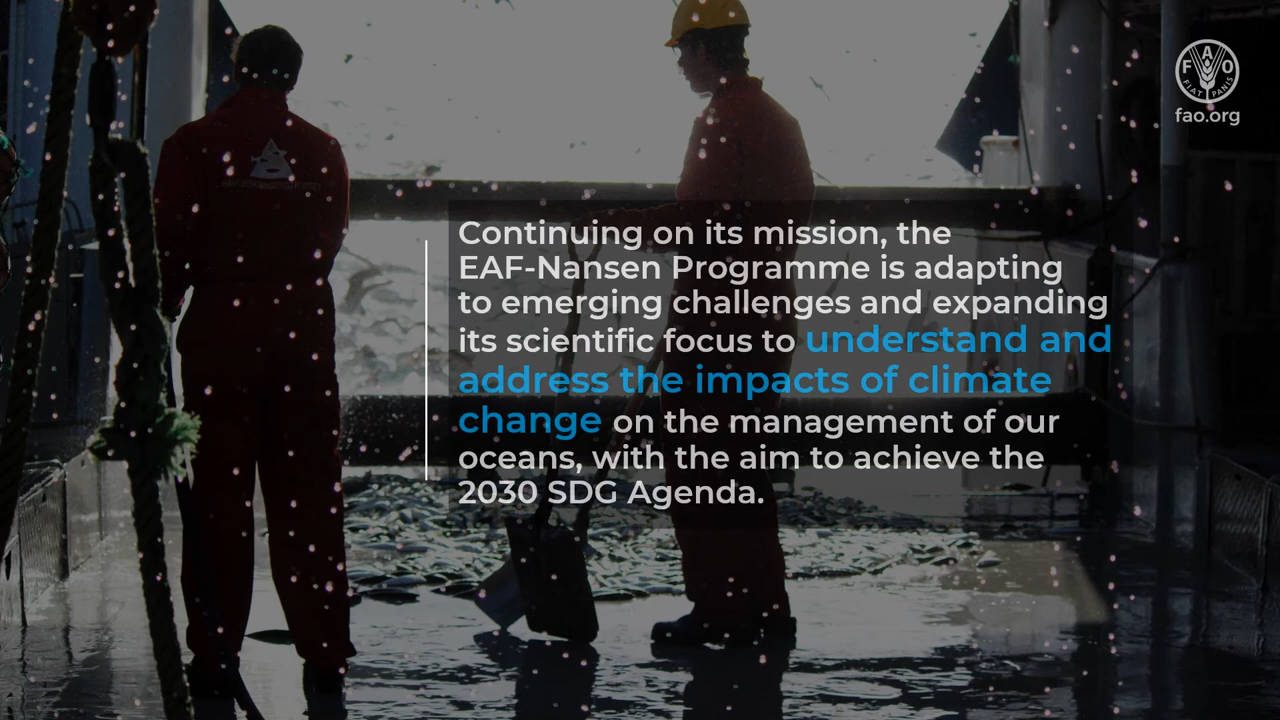 FAO
FIAT PANIS
fao.org
Continuing on its mission, the
EAF-Nansen Programme is adapting
to emerging challenges and expanding
its scientific focus to understand and
address the impacts of climate
change on the management of our
oceans, with the aim to achieve the
2030 SDG Agenda.